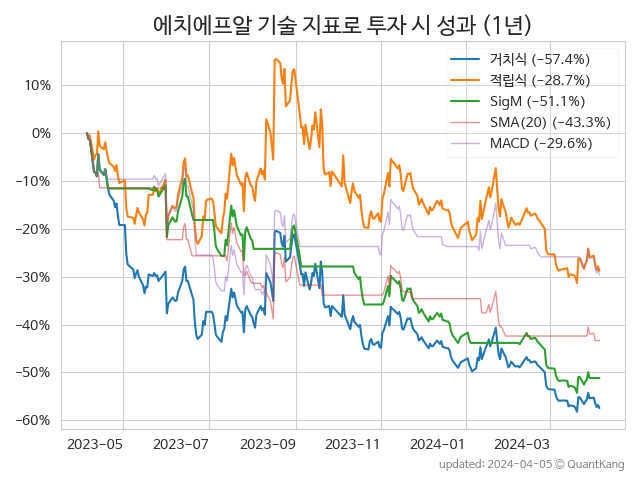 에치에프알 기술 지표로 투자 시 성과 (1년)
거치식 (−57.4%)
적립식 (−28.7%)
SigM (−51.1%)
SMA(20) (−43.3%)
MACD (−29.6%)
10%
0%
−10%
−20%
−30%
−40%
−50%
−60%
2023−05
2023−07
2023−09
2023−11
2024−01
2024−03
updated: 2024−04−05 © QuantKang